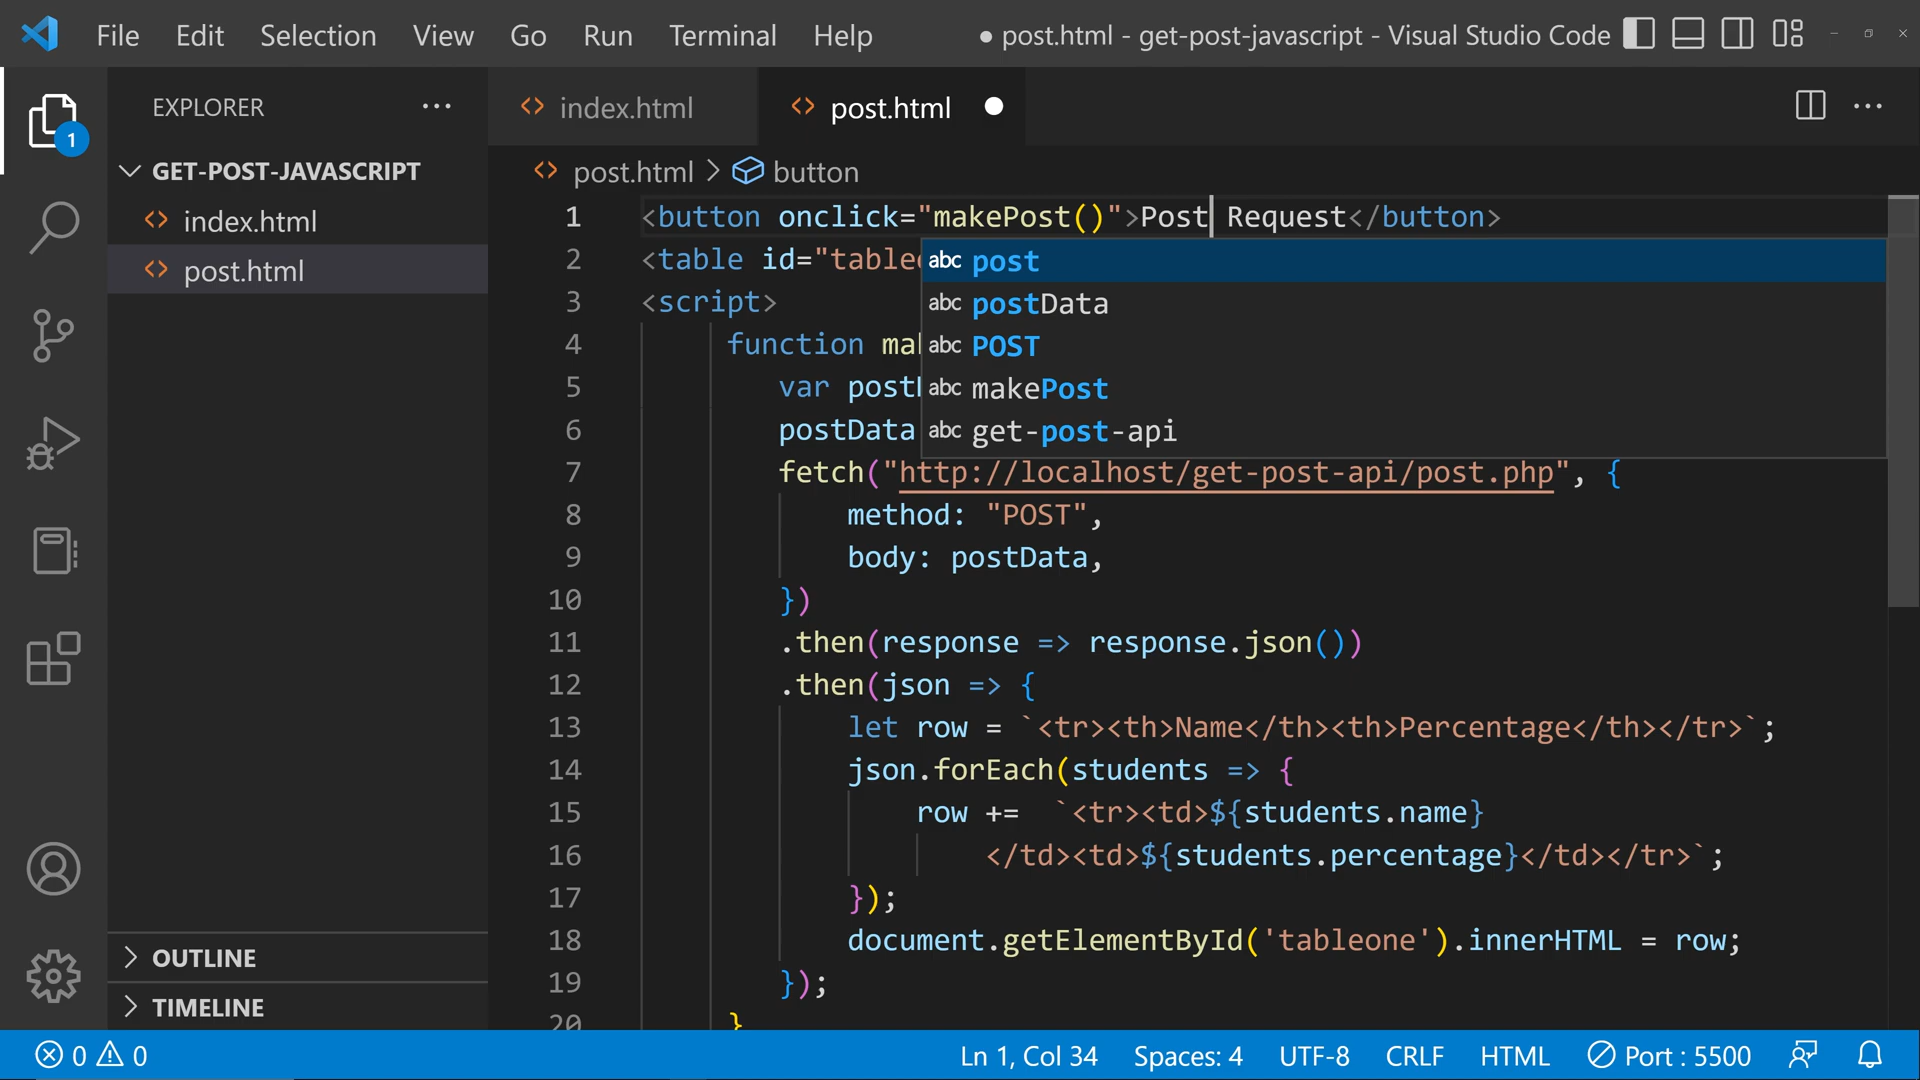 File Edit Selection View Go Run Terminal Help ● post.html - get-post-javascript - Visual Studio Code
EXPLORER
1
GET-POST-JAVASCRIPT
index.html
post.html
OUTLINE
TIMELINE
index.html
post.html
post.html > button
1 <button onclick="makePost()">Post Request</button>
2 <table id="table
3 <script>
4 function ma
5 var post
6 postData
abc post
abc postData
abc POST
abc makePost
abc get-post-api
7 fetch("http://localhost/get-post-api/post.php", {
8 method: "POST",
9 body: postData,
10 })
11 .then(response => response.json())
12 .then(json => {
13 let row = `<tr><th>Name</th><th>Percentage</th></tr>`;
14 json.forEach(students => {
15 row += `<tr><td>${students.name}
16 </td><td>${students.percentage}</td></tr>`;
17 });
18 document.getElementById('tableone').innerHTML = row;
19 });
20 }
0 0 Ln 1, Col 34 Spaces: 4 UTF-8 CRLF HTML Port : 5500